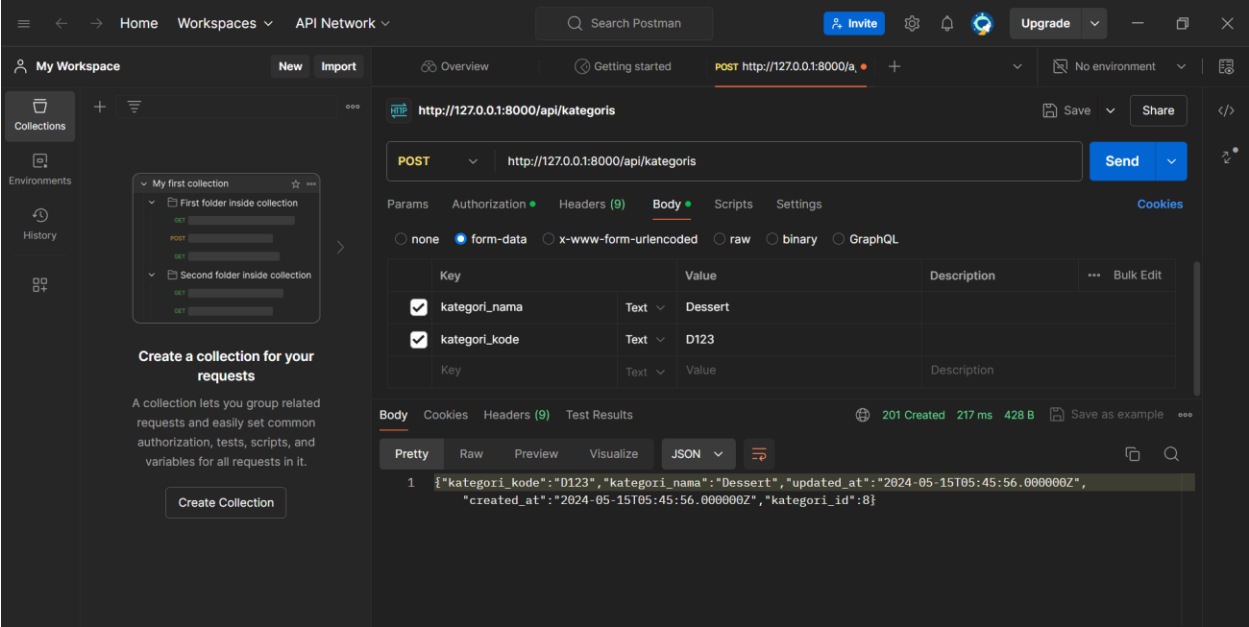 Home Workspaces API Network Search Postman Invite Upgrade
My Workspace New Import Overview Getting started POST http://127.0.0.1:8000/a No environment
Collections
Environments
History
My first collection
First folder inside collection
GET
POST
GET
Second folder inside collection
GET
GET
Create a collection for your
requests
A collection lets you group related
requests and easily set common
authorization, tests, scripts, and
variables for all requests in it.
Create Collection
HTTP http://127.0.0.1:8000/api/kategoris Save Share
POST http://127.0.0.1:8000/api/kategoris Send
Params Authorization Headers (9) Body Scripts Settings Cookies
none form-data x-www-form-urlencoded raw binary GraphQL
Key Value Description Bulk Edit
kategori_nama Text Dessert
kategori_kode Text D123
Key Text Value Description
Body Cookies Headers (9) Test Results 201 Created 217 ms 428 B Save as example
Pretty Raw Preview Visualize JSON
1 {"kategori_kode":"D123","kategori_nama":"Dessert","updated_at":"2024-05-15T05:45:56.000000Z",
"created_at":"2024-05-15T05:45:56.000000Z","kategori_id":8}